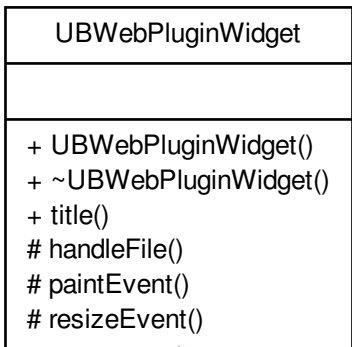 UBWebPluginWidget
+ UBWebPluginWidget()
+ ~UBWebPluginWidget()
+ title()
# handleFile()
# paintEvent()
# resizeEvent()